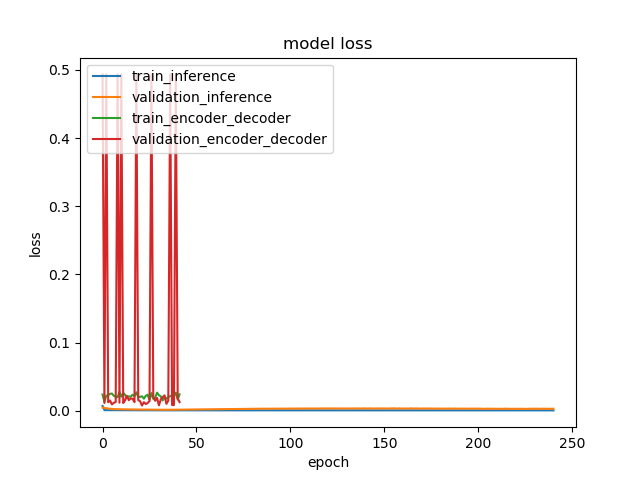 model loss
train_inference
validation_inference
train_encoder_decoder
validation_encoder_decoder
0.5
0.4
0.3
0.2
0.1
0.0
loss
0 50 100 150 200 250
epoch